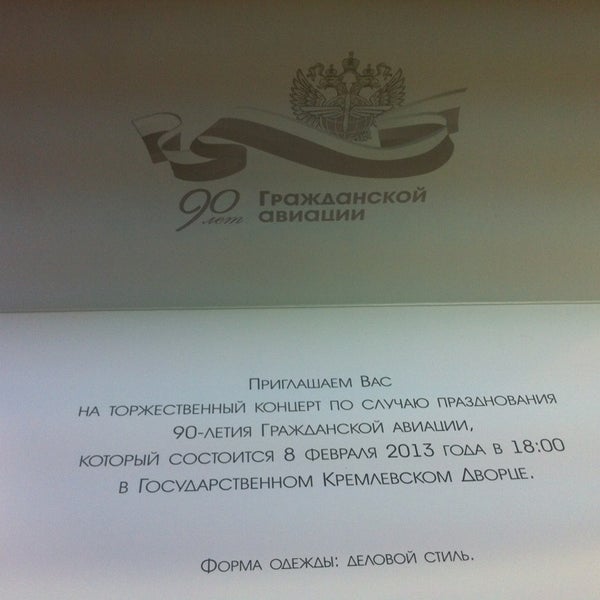 90 лет Гражданской
авиации
Приглашаем Вас
на торжественный концерт по случаю празднования
90-летия Гражданской авиации,
который состоится 8 февраля 2013 года в 18:00
в Государственном Кремлевском Дворце.
Форма одежды: деловой стиль.